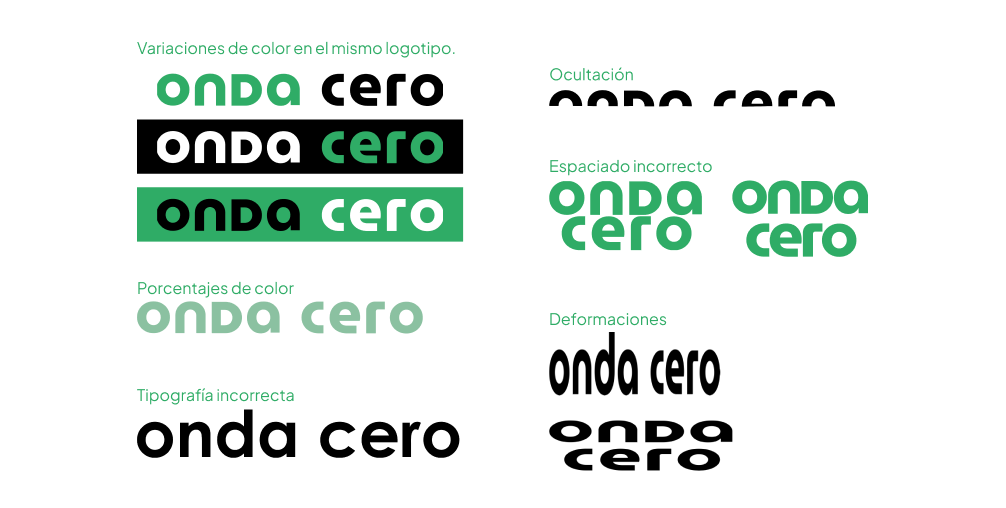 Variaciones de color en el mismo logotipo.
onda cero
onda cero
onda cero
Porcentajes de color
onda cero
Tipografía incorrecta
onda cero
Ocultación
onda cero
Espaciado incorrecto
onda
cero
onda
cero
Deformaciones
onda cero
onda
cero